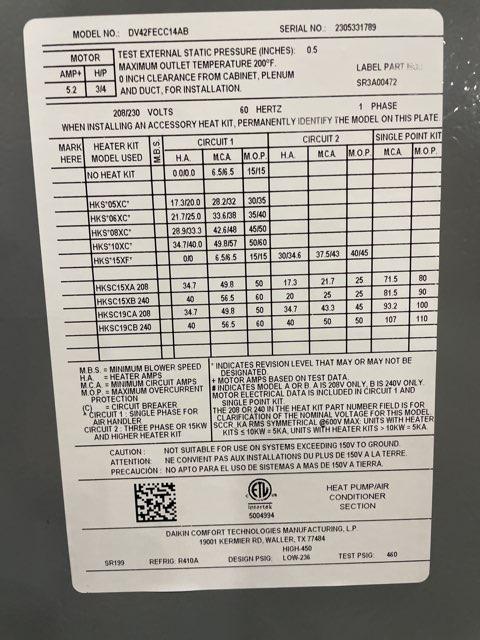 MODEL NO.: DV42FECC14AB SERIAL NO.: 2305331789
MOTOR
AMP+ H/P
5.2 3/4
TEST EXTERNAL STATIC PRESSURE (INCHES): 0.5
MAXIMUM OUTLET TEMPERATURE 200°F.
0 INCH CLEARANCE FROM CABINET, PLENUM
AND DUCT, FOR INSTALLATION.
LABEL PART NO.:
SR3A00472
208/230 VOLTS 60 HERTZ 1 PHASE
WHEN INSTALLING AN ACCESSORY HEAT KIT, PERMANENTLY IDENTIFY THE MODEL ON THIS PLATE
MARK HERE HEATER KIT MODEL USED M.B.S. CIRCUIT 1 CIRCUIT 2 SINGLE POINT KIT
H.A. M.C.A. M.O.P. H.A. M.C.A. M.O.P. M.C.A. M.O.P.
NO HEAT KIT 0.0/0.0 6.5/6.5 15/15
HKS*05XC* 17.3/20.0 28.2/32 30/35
HKS*06XC* 21.7/25.0 33.6/38 35/40
HKS*08XC* 28.9/33.3 42.6/48 45/50
HKS*10XC* 34.7/40.0 49.8/57 50/60
HKS*15XF* 0/0 6.5/6.5 15/15 30/34.6 37.5/43 40/45
HKSC15XA 208 34.7 49.8 50 17.3 21.7 25 71.5 80
HKSC15XB 240 40 56.5 60 20 25 25 81.5 90
HKSC19CA 208 34.7 49.8 50 34.7 43.3 45 93.2 100
HKSC19CB 240 40 56.5 60 40 50 50 107 110
M.B.S. = MINIMUM BLOWER SPEED
H.A. = HEATER AMPS
M.C.A. = MINIMUM CIRCUIT AMPS
M.O.P. = MAXIMUM OVERCURRENT
PROTECTION
(C) = CIRCUIT BREAKER
* CIRCUIT 1 : SINGLE PHASE FOR
AIR HANDLER
CIRCUIT 2 : THREE PHASE OR 15KW
AND HIGHER HEATER KIT
* INDICATES REVISION LEVEL THAT MAY OR MAY NOT BE
DESIGNATED.
+ MOTOR AMPS BASED ON TEST DATA.
# INDICATES MODEL A OR B. A IS 208V ONLY, B IS 240V ONLY.
MOTOR ELECTRICAL DATA IS INCLUDED IN CIRCUIT 1 AND
SINGLE POINT KIT.
THE 208 OR 240 IN THE HEAT KIT PART NUMBER FIELD IS FOR
CLARIFICATION OF THE NOMINAL VOLTAGE FOR THIS MODEL.
SCCR_KA RMS SYMMETRICAL @600V MAX: UNITS WITH HEATER
KITS ≤ 10KW = 5KA, UNITS WITH HEATER KITS > 10KW = 5KA.
CAUTION : NOT SUITABLE FOR USE ON SYSTEMS EXCEEDING 150V TO GROUND.
ATTENTION: NE CONVIENT PAS AUX INSTALLATIONS DU PLUS DE 150V A LA TERRE.
PRECAUCIÓN : NO APTO PARA EL USO DE SISTEMAS A MAS DE 150V A TIERRA.
ETL
Intertek
5004994
HEAT PUMP/AIR
CONDITIONER
SECTION
DAIKIN COMFORT TECHNOLOGIES MANUFACTURING, L.P.
19001 KERMIER RD, WALLER, TX 77484
SR199 REFRIG: R410A DESIGN PSIG: HIGH-450 LOW-236 TEST PSIG: 460